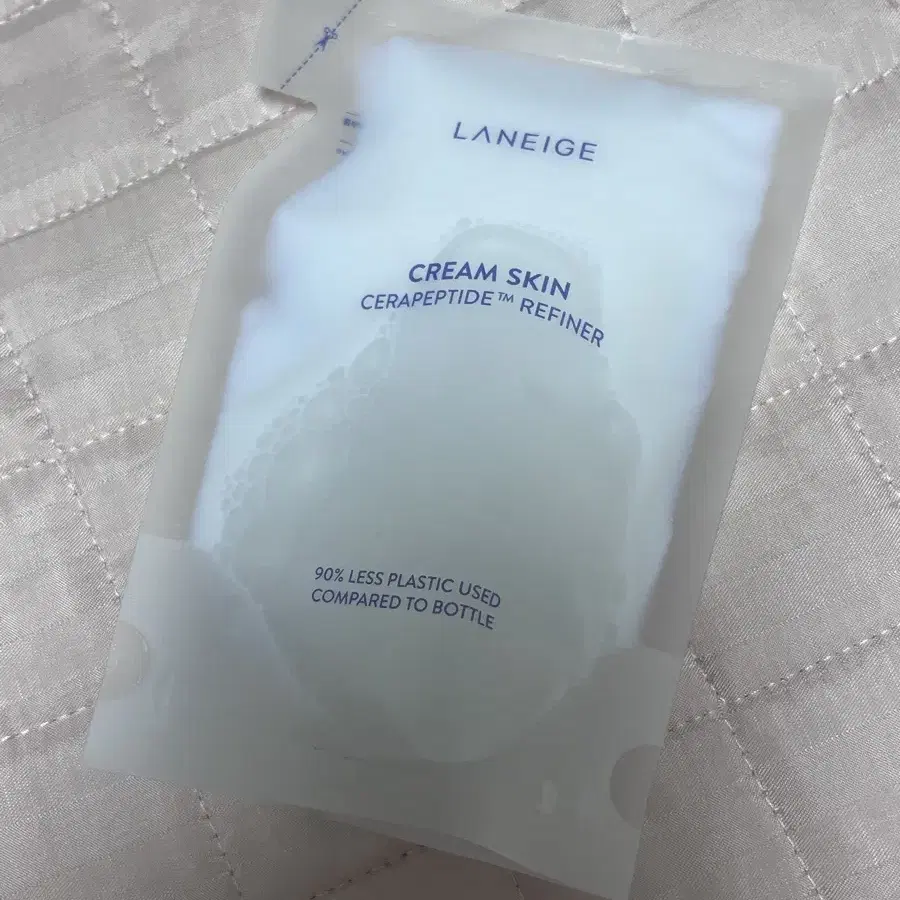 LANEIGE
CREAM SKIN
CERAPEPTIDE™ REFINER
90% LESS PLASTIC USED
COMPARED TO BOTTLE